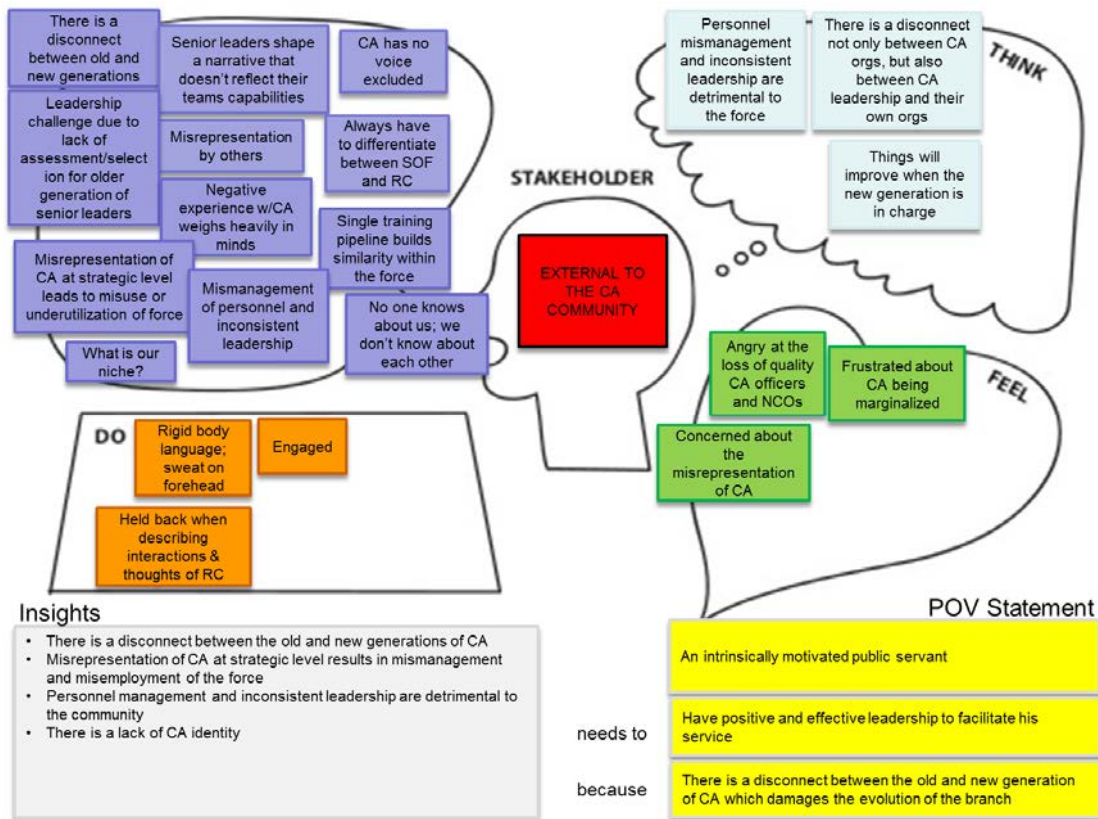 There is a
disconnect
between old and
new generations
Senior leaders shape
a narrative that
doesn't reflect their
teams capabilities
CA has no
voice
excluded
Leadership
challenge due to
lack of
assessment/select
ion for older
generation of
senior leaders
Misrepresentation
by others
Always have
to differentiate
between SOF
and RC
Negative
experience w/CA
weighs heavily in
minds
Single training
pipeline builds
similarity within
the force
Misrepresentation of
CA at strategic level
leads to misuse or
underutilization of force
Mismanagement
of personnel and
inconsistent
leadership
No one knows
about us; we
don't know about
each other
What is our
niche?
STAKEHOLDER
EXTERNAL TO
THE CA
COMMUNITY
THINK
Personnel
mismanagement
and inconsistent
leadership are
detrimental to
the force
There is a disconnect
not only between CA
orgs, but also
between CA
leadership and their
own orgs
Things will
improve when the
new generation is
in charge
FEEL
Angry at the
loss of quality
CA officers
and NCOs
Frustrated about
CA being
marginalized
Concerned about
the
misrepresentation
of CA
DO
Rigid body
language;
sweat on
forehead
Engaged
Held back when
describing
interactions &
thoughts of RC
Insights
• There is a disconnect between the old and new generations of CA
• Misrepresentation of CA at strategic level results in mismanagement
and misemployment of the force
• Personnel management and inconsistent leadership are detrimental to
the community
• There is a lack of CA identity
POV Statement
An intrinsically motivated public servant
needs to
Have positive and effective leadership to facilitate his
service
because
There is a disconnect between the old and new generation
of CA which damages the evolution of the branch